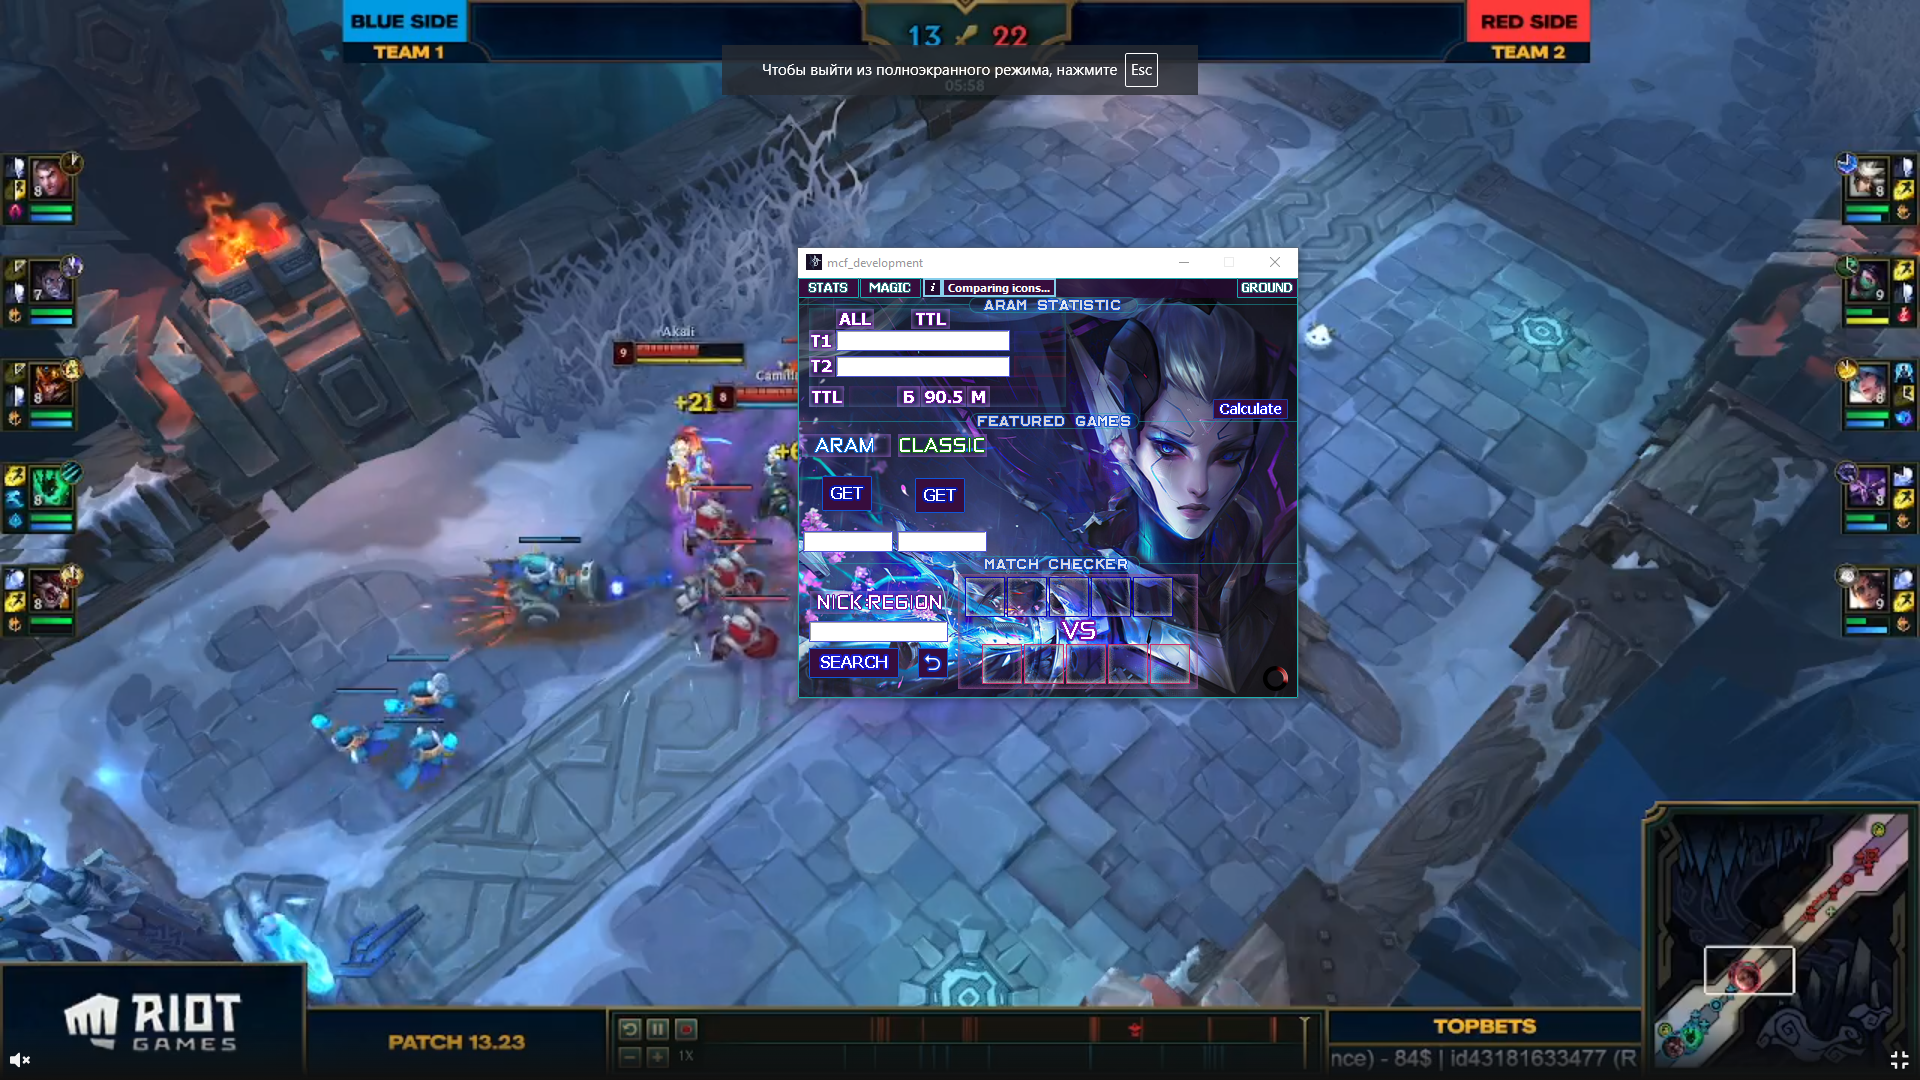 BLUE SIDE
TEAM 1
13 22
RED SIDE
TEAM 2
Чтобы выйти из полноэкранного режима, нажмите Esc
05:58
8
7
8
8
8
8
9
8
8
9
Akali
9
Camille
8
+21
mcf_development
STATS MAGIC i Comparing icons... GROUND
ARAM STATISTIC
ALL TTL
T1
T2
TTL Б 90.5 М
Calculate
FEATURED GAMES
ARAM CLASSIC
GET GET
MATCH CHECKER
NICK:REGION
VS
SEARCH
RIOT
GAMES
PATCH 13.23
1X
TOPBETS
nce) - 84$ | id43181633477 (R